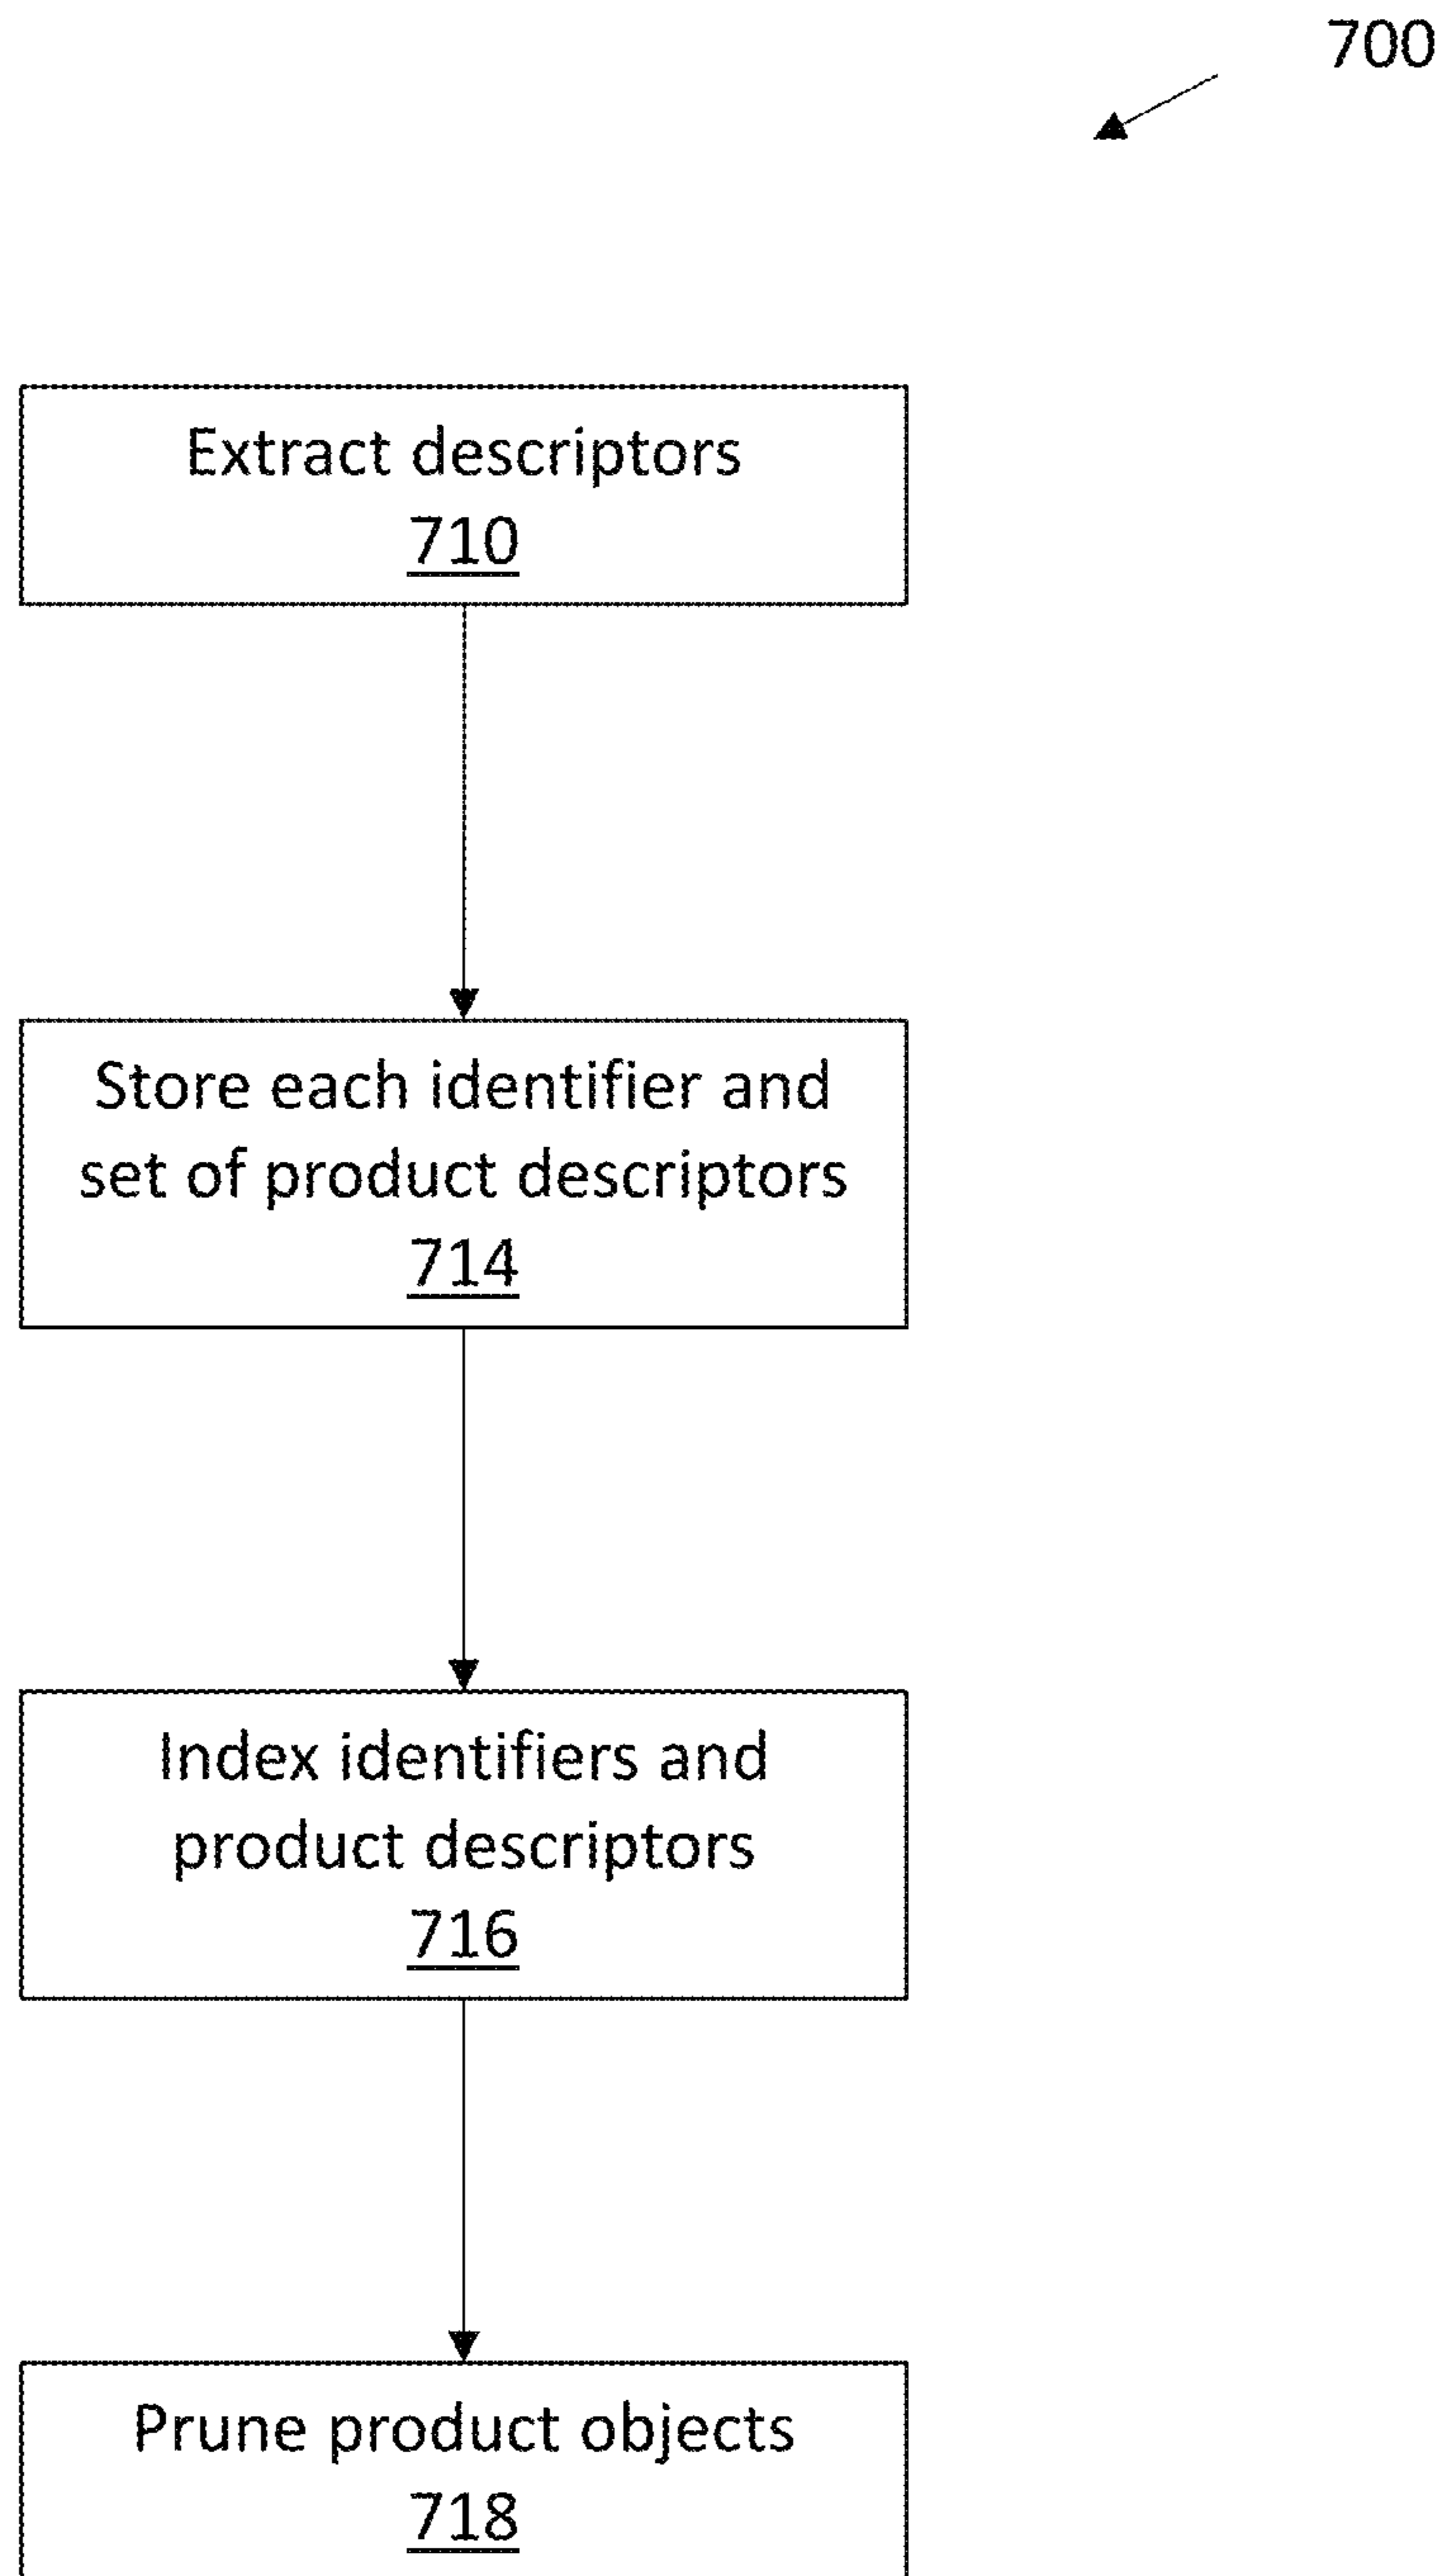 700
Extract descriptors
710
Store each identifier and
set of product descriptors
714
Index identifiers and
product descriptors
716
Prune product objects
718